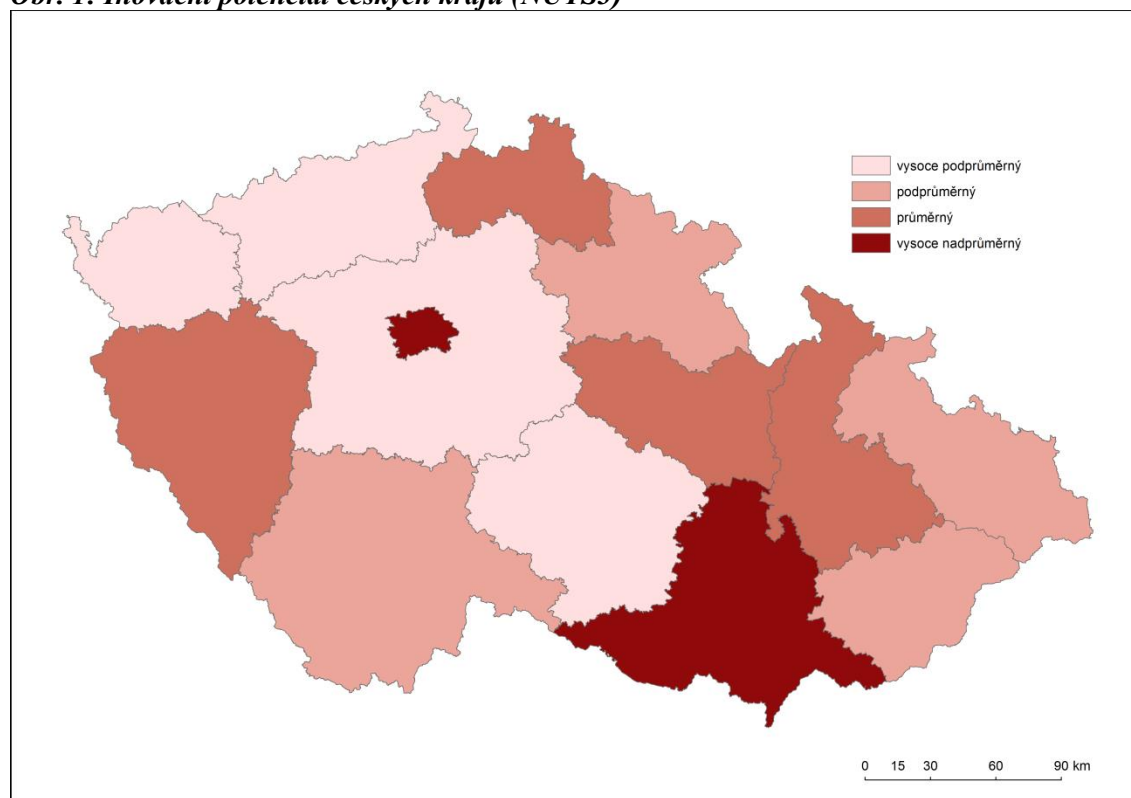 Obr. 1: Inovační potenciál českých krajů (NUTS3)
vysoce podprůměrný
podprůměrný
průměrný
vysoce nadprůměrný
0 15 30 60 90 km